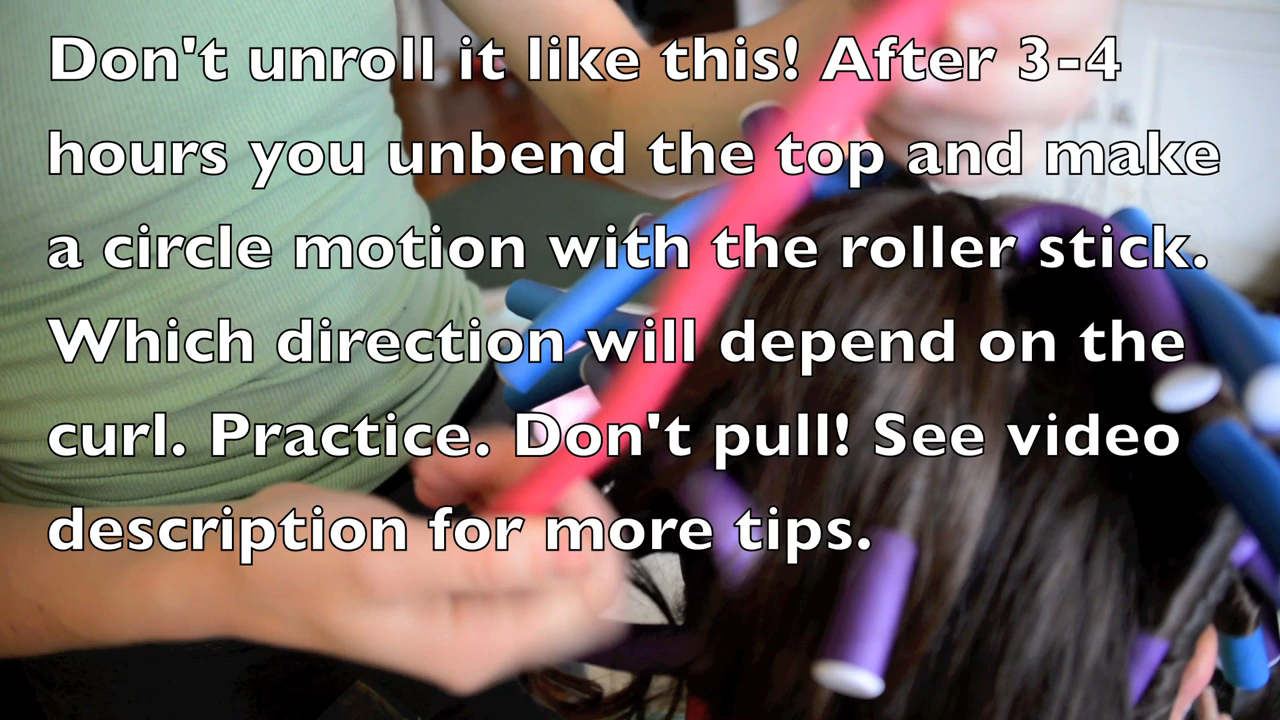 Don't unroll it like this! After 3-4
hours you unbend the top and make
a circle motion with the roller stick.
Which direction will depend on the
curl. Practice. Don't pull! See video
description for more tips.